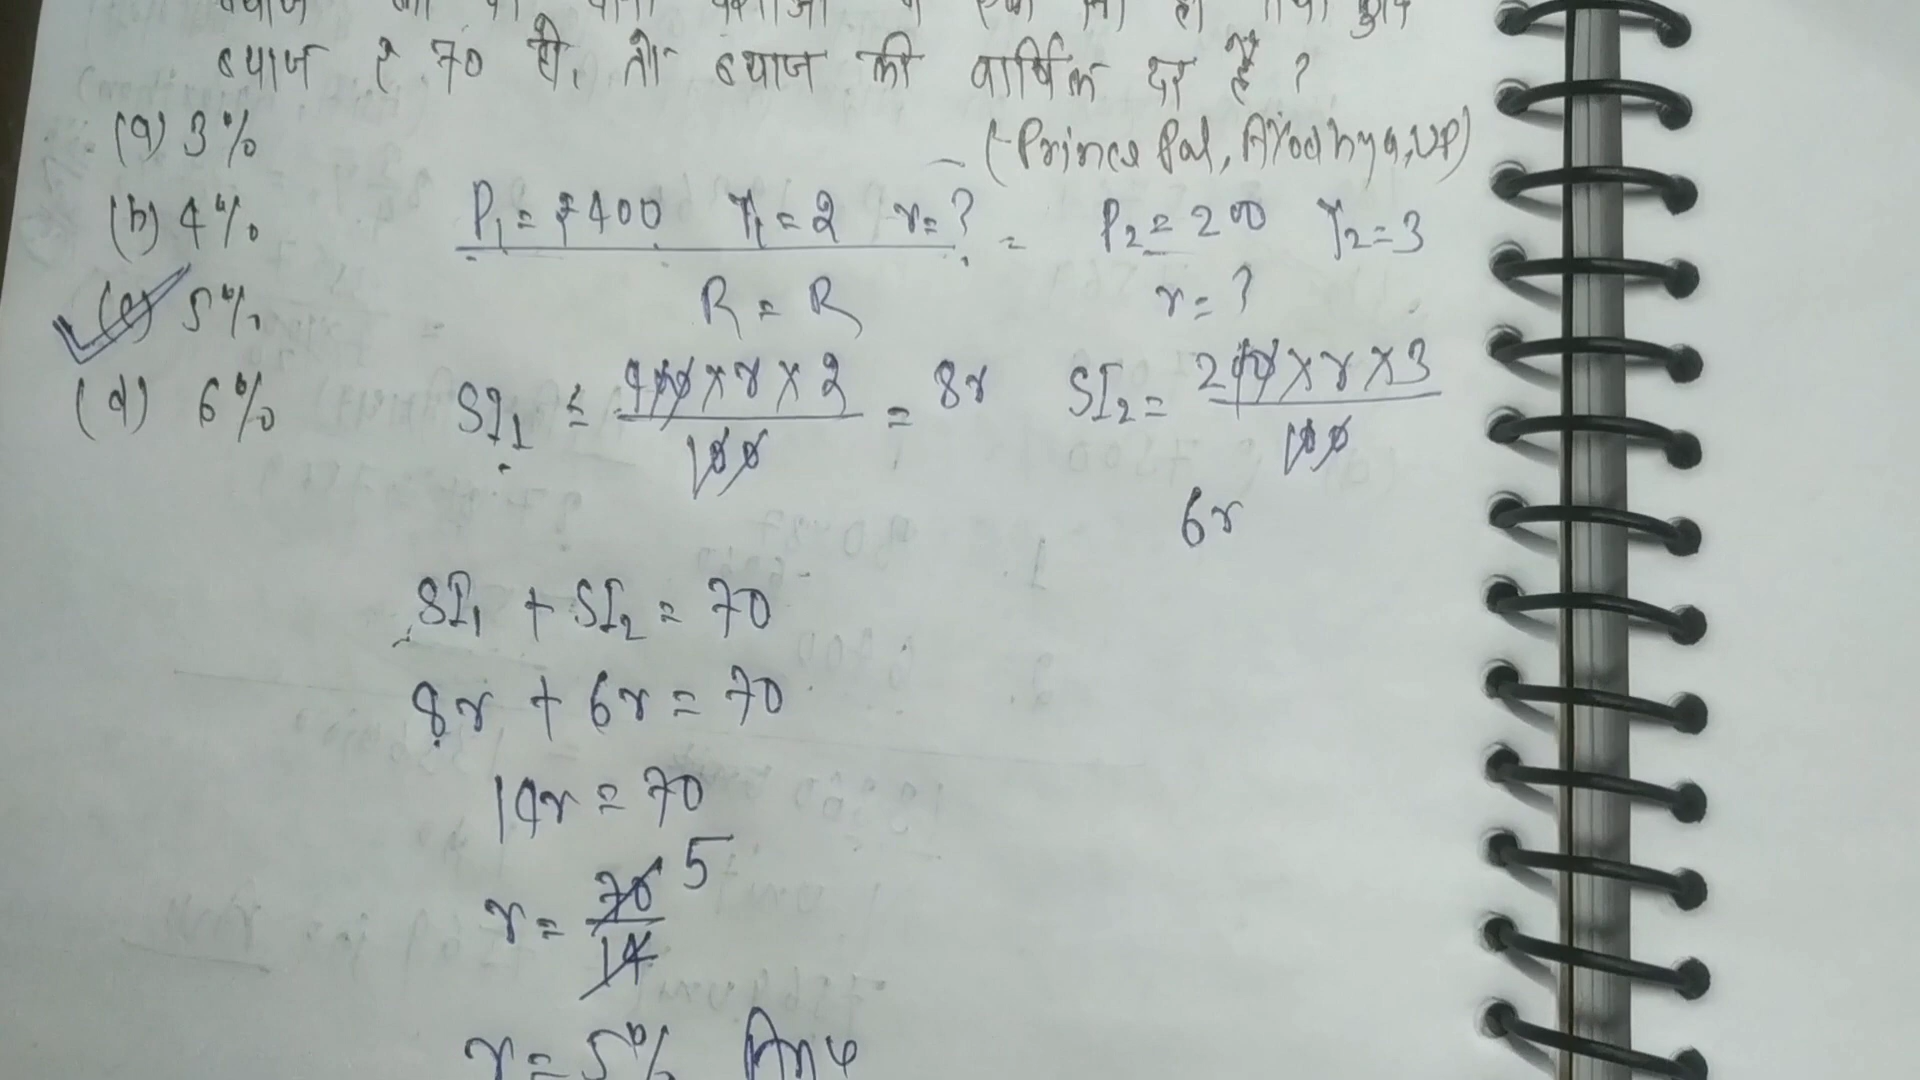 ब्याज ₹ 70 हो, तो ब्याज की वार्षिक दर है ?
(a) 3%
(-Prince Pal, Ayodhya, UP)
(b) 4%
P₁ = ₹400 T₁ = 2 r = ? = P₂ = 200 T₂ = 3
(c) 5%
R = R r = ?
(d) 6%
SI₁ = 400 × r × 2 / 100 = 8r SI₂ = 200 × r × 3 / 100
6r
SI₁ + SI₂ = 70
8r + 6r = 70
14r = 70
r = 70 / 14 5
r = 5% Ans